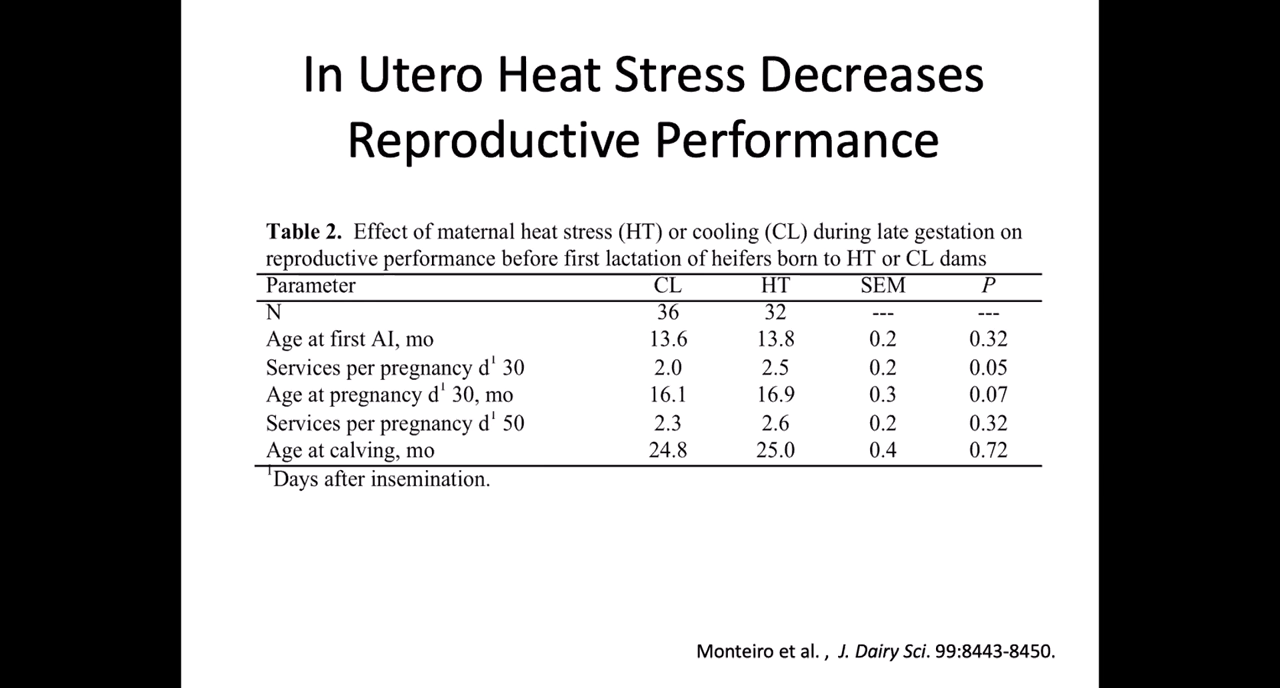 In Utero Heat Stress Decreases
Reproductive Performance
Table 2. Effect of maternal heat stress (HT) or cooling (CL) during late gestation on
reproductive performance before first lactation of heifers born to HT or CL dams
Parameter CL HT SEM P
N 36 32 --- ---
Age at first AI, mo 13.6 13.8 0.2 0.32
Services per pregnancy d¹ 30 2.0 2.5 0.2 0.05
Age at pregnancy d¹ 30, mo 16.1 16.9 0.3 0.07
Services per pregnancy d¹ 50 2.3 2.6 0.2 0.32
Age at calving, mo 24.8 25.0 0.4 0.72
¹Days after insemination.
Monteiro et al. , J. Dairy Sci. 99:8443-8450.